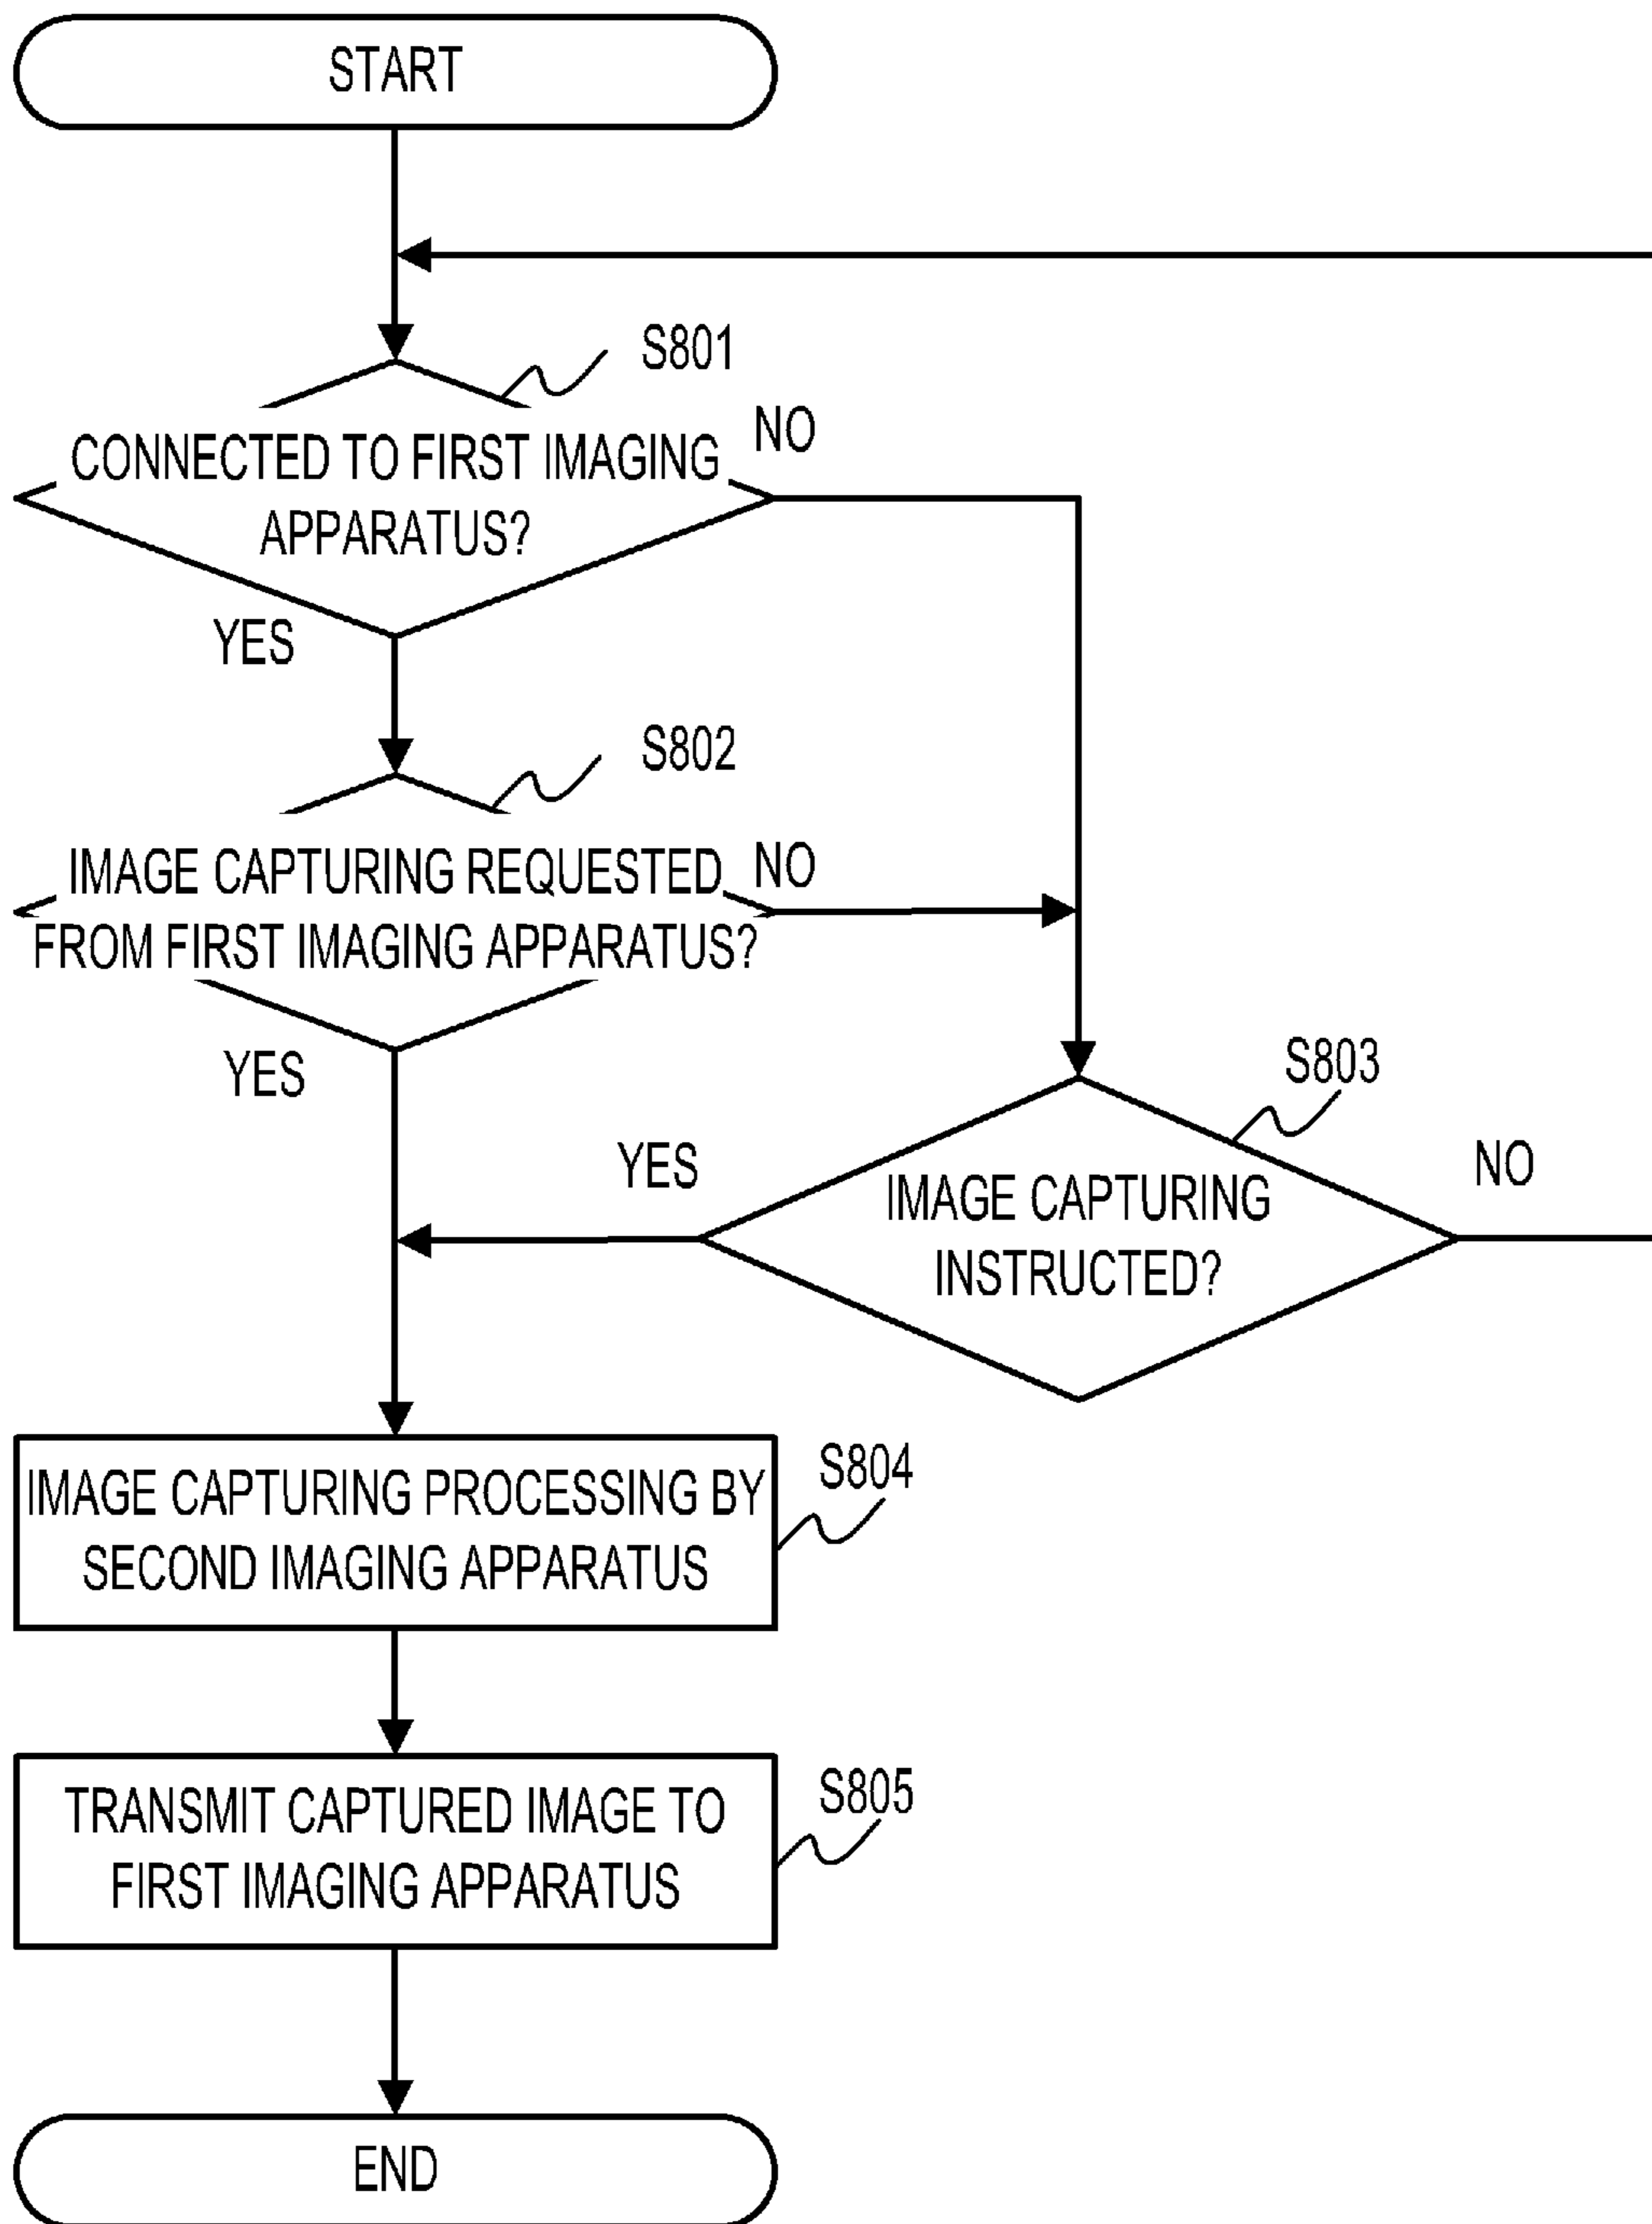 START
S801
CONNECTED TO FIRST IMAGING
APPARATUS?
NO
YES
S802
IMAGE CAPTURING REQUESTED
FROM FIRST IMAGING APPARATUS?
NO
YES
S803
IMAGE CAPTURING
INSTRUCTED?
YES
NO
IMAGE CAPTURING PROCESSING BY
SECOND IMAGING APPARATUS
S804
TRANSMIT CAPTURED IMAGE TO
FIRST IMAGING APPARATUS
S805
END